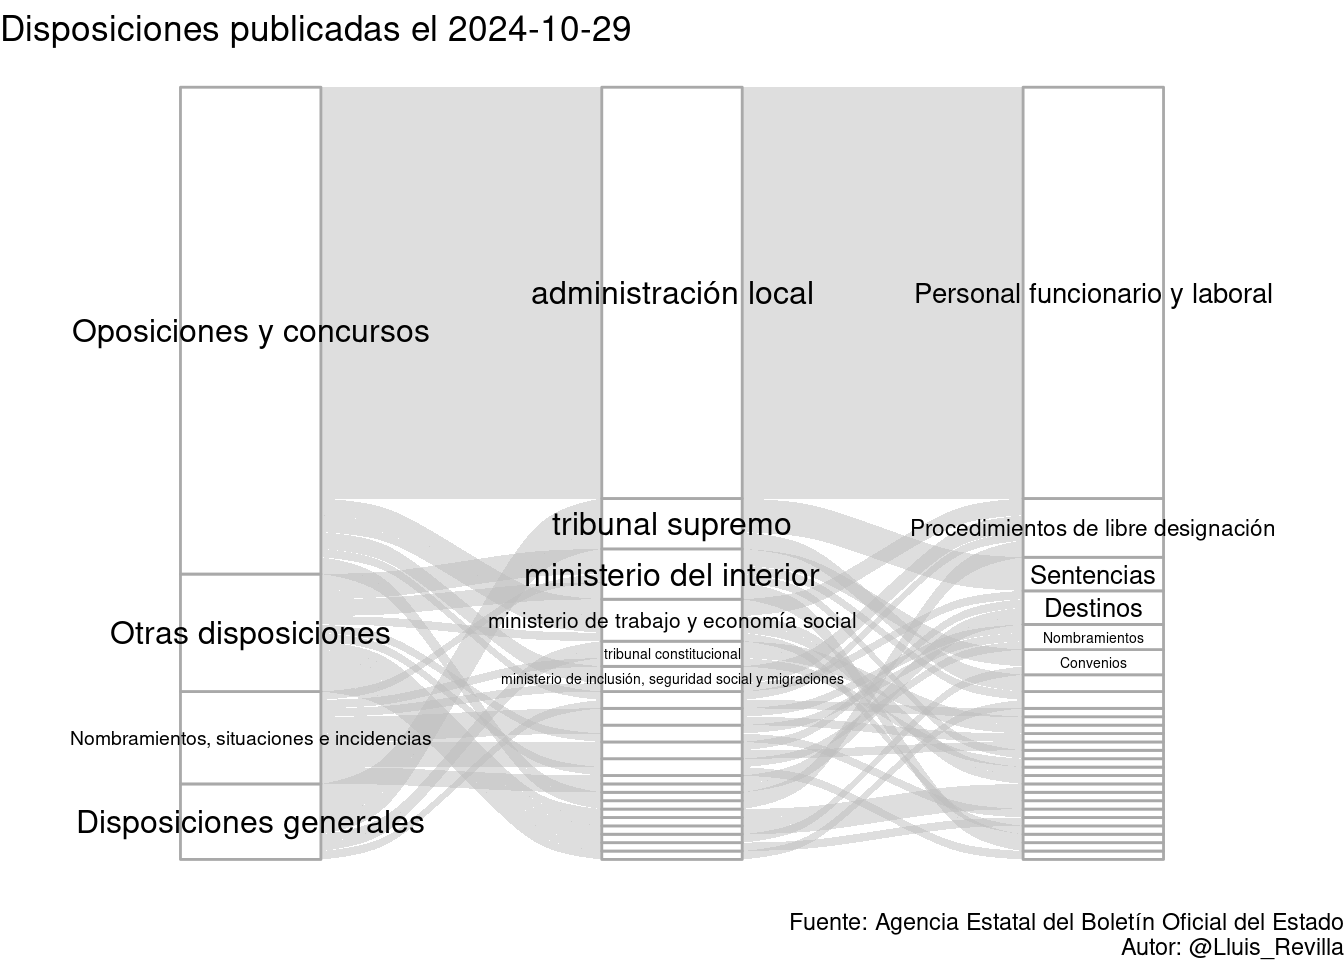 Disposiciones publicadas el 2024-10-29
Oposiciones y concursos
Otras disposiciones
Nombramientos, situaciones e incidencias
Disposiciones generales
administración local
tribunal supremo
ministerio del interior
ministerio de trabajo y economía social
tribunal constitucional
ministerio de inclusión, seguridad social y migraciones
Personal funcionario y laboral
Procedimientos de libre designación
Sentencias
Destinos
Nombramientos
Convenios
Fuente: Agencia Estatal del Boletín Oficial del Estado
Autor: @Lluis_Revilla